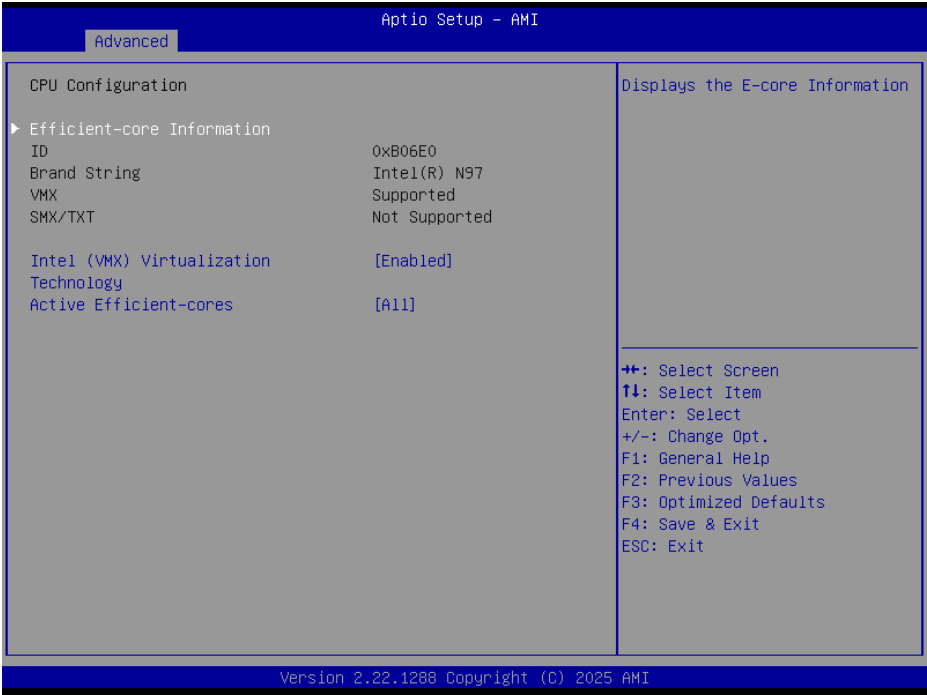 Aptio Setup – AMI
Advanced
CPU Configuration
Displays the E-core Information
Efficient-core Information
ID 0xB06E0
Brand String Intel(R) N97
VMX Supported
SMX/TXT Not Supported
Intel (VMX) Virtualization [Enabled]
Technology
Active Efficient-cores [All]
→←: Select Screen
↑↓: Select Item
Enter: Select
+/-: Change Opt.
F1: General Help
F2: Previous Values
F3: Optimized Defaults
F4: Save & Exit
ESC: Exit
Version 2.22.1288 Copyright (C) 2025 AMI